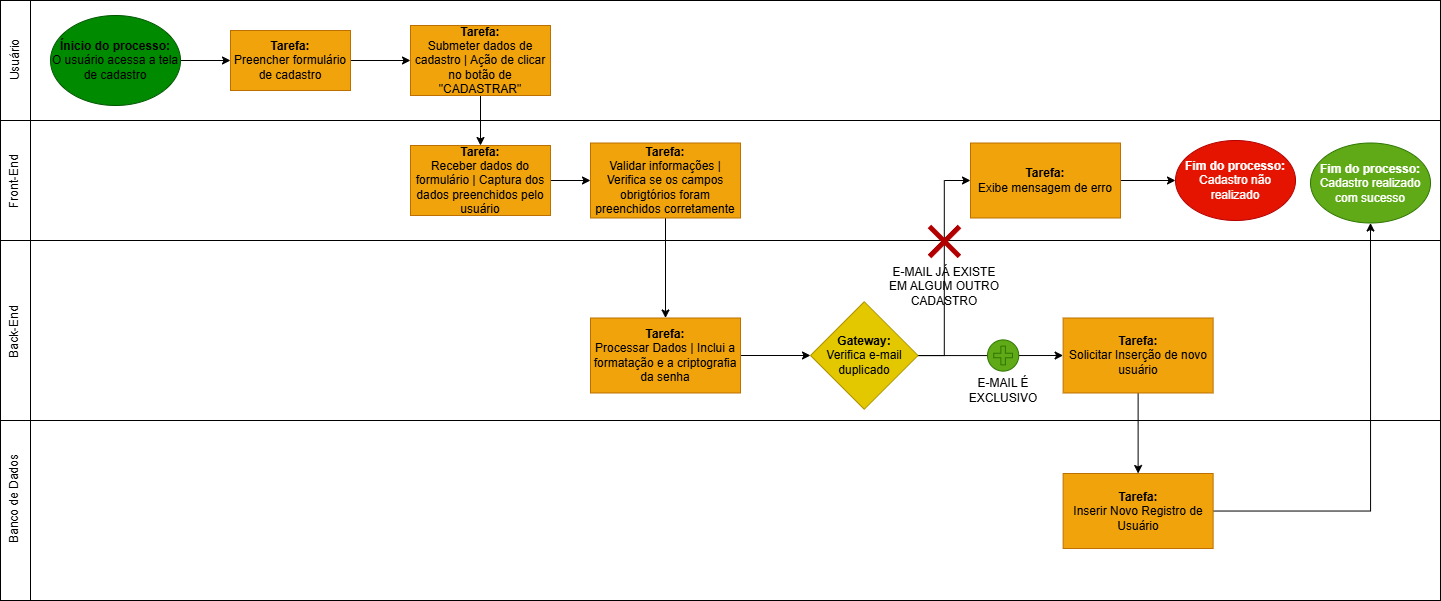 Usuário
Ínicio do processo:
O usuário acessa a tela
de cadastro
Tarefa:
Preencher formulário
de cadastro
Tarefa:
Submeter dados de
cadastro | Ação de clicar
no botão de
"CADASTRAR"
Front-End
Tarefa:
Receber dados do
formulário | Captura dos
dados preenchidos pelo
usuário
Tarefa:
Validar informações |
Verifica se os campos
obrigtórios foram
preenchidos corretamente
Tarefa:
Exibe mensagem de erro
Fim do processo:
Cadastro não
realizado
Fim do processo:
Cadastro realizado
com sucesso
Back-End
Tarefa:
Processar Dados | Inclui a
formatação e a criptografia
da senha
Gateway:
Verifica e-mail
duplicado
E-MAIL JÁ EXISTE
EM ALGUM OUTRO
CADASTRO
E-MAIL É
EXCLUSIVO
Tarefa:
Solicitar Inserção de novo
usuário
Banco de Dados
Tarefa:
Inserir Novo Registro de
Usuário